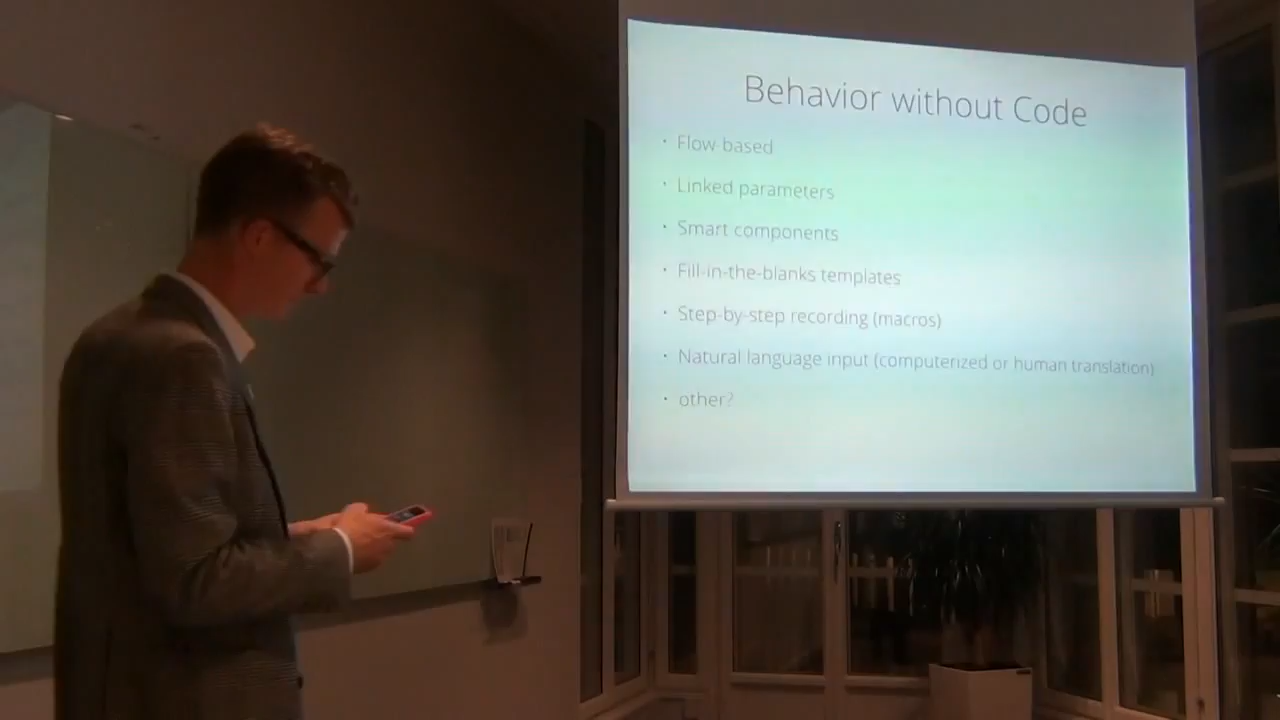 Behavior without Code
· Flow-based
· Linked parameters
· Smart components
· Fill-in-the-blanks templates
· Step-by-step recording (macros)
· Natural language input (computerized or human translation)
· other?